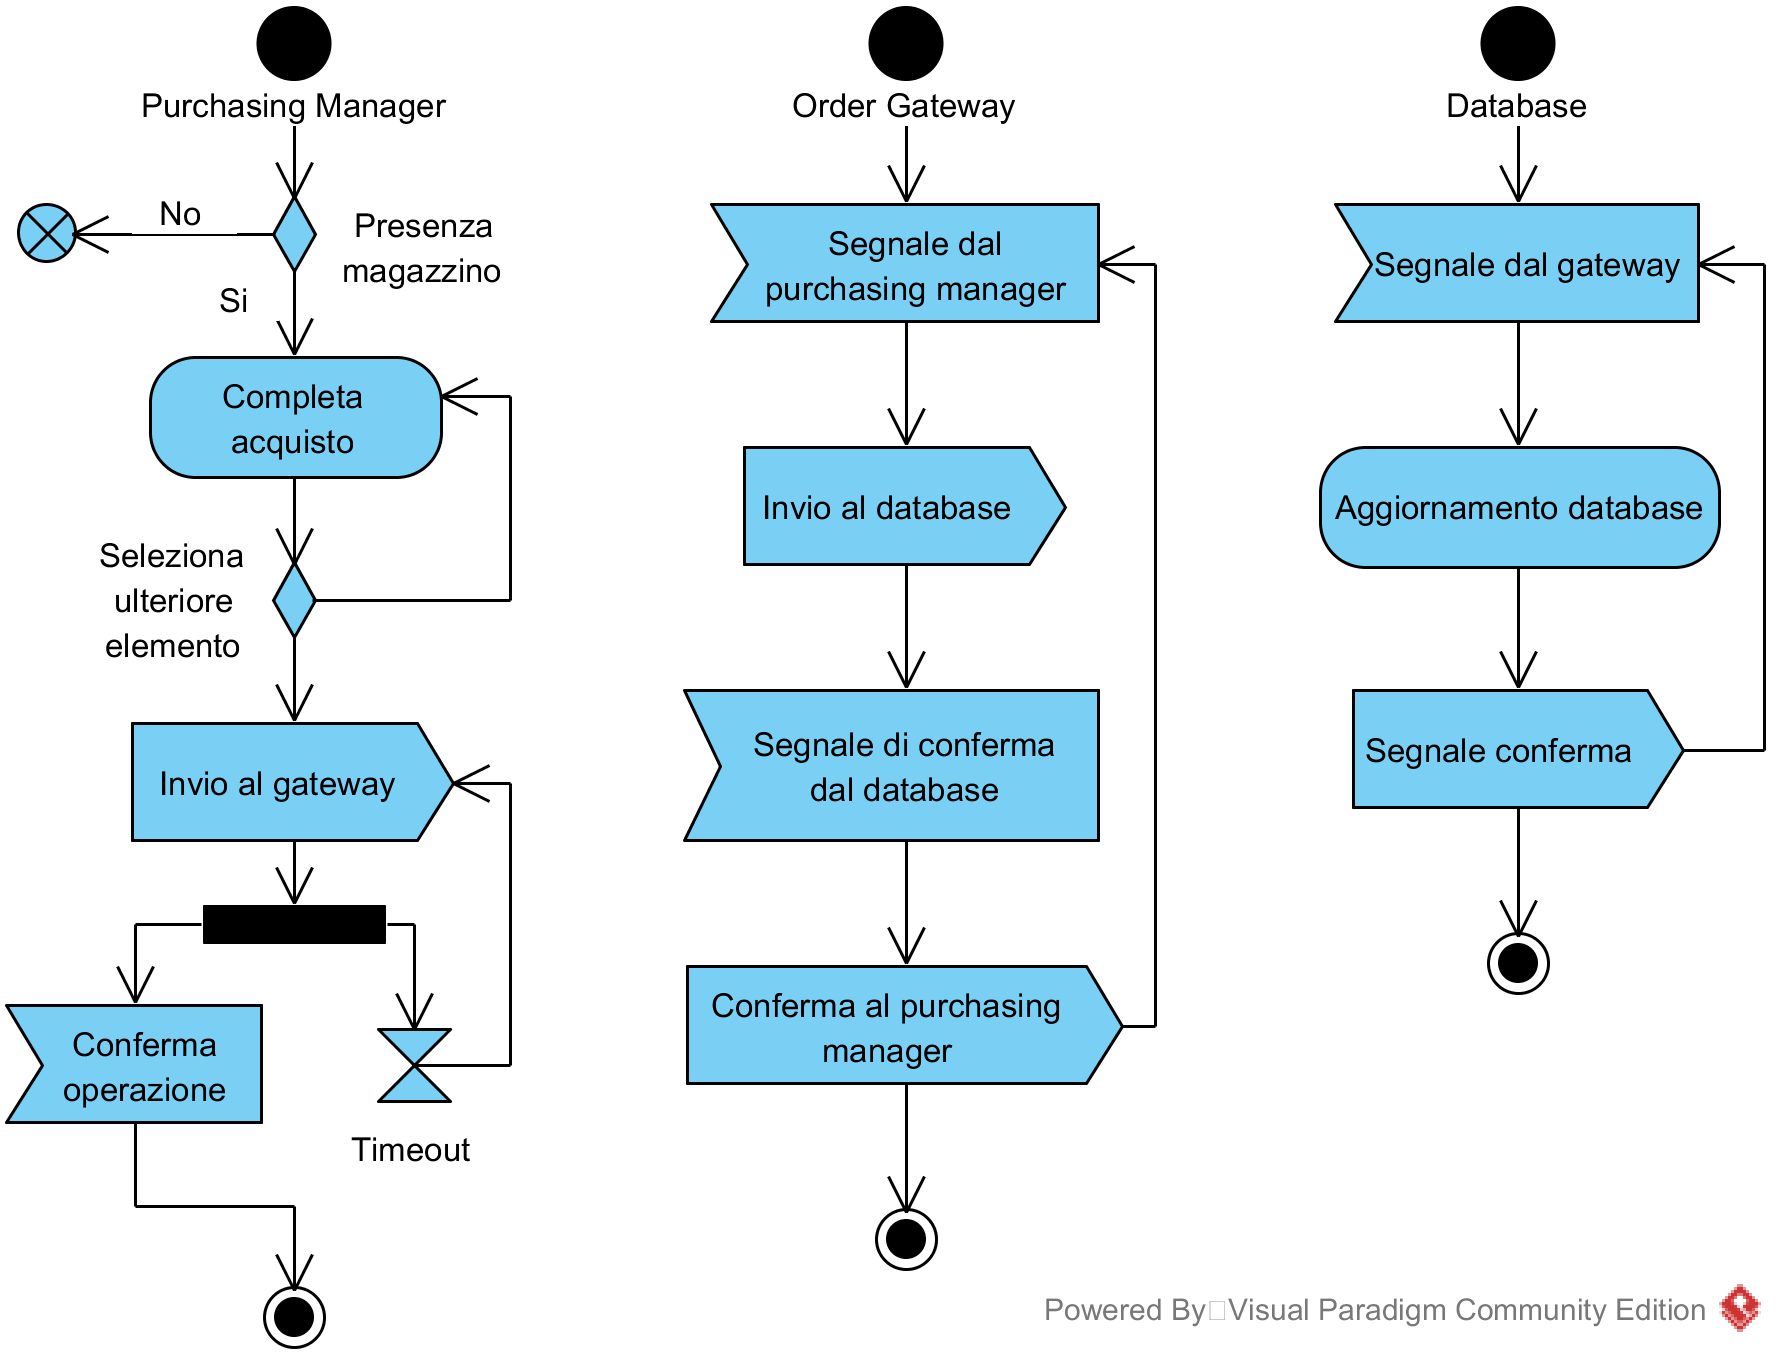 Purchasing Manager
No
Presenza
magazzino
Si
Completa
acquisto
Seleziona
ulteriore
elemento
Invio al gateway
Conferma
operazione
Timeout
Order Gateway
Segnale dal
purchasing manager
Invio al database
Segnale di conferma
dal database
Conferma al purchasing
manager
Database
Segnale dal gateway
Aggiornamento database
Segnale conferma
Powered By Visual Paradigm Community Edition